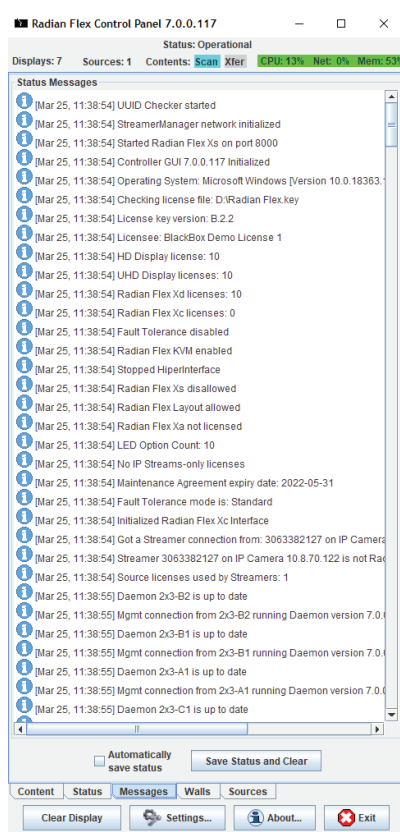 Radian Flex Control Panel 7.0.0.117
Status: Operational
Displays: 7 Sources: 1 Contents: Scan Xfer CPU: 13% Net: 0% Mem: 53%
Status Messages
[Mar 25, 11:38:54] UUID Checker started
[Mar 25, 11:38:54] StreamerManager network initialized
[Mar 25, 11:38:54] Started Radian Flex Xs on port 8000
[Mar 25, 11:38:54] Controller GUI 7.0.0.117 Initialized
[Mar 25, 11:38:54] Operating System: Microsoft Windows [Version 10.0.18363.
[Mar 25, 11:38:54] Checking license file: D:\Radian Flex.key
[Mar 25, 11:38:54] License key version: B.2.2
[Mar 25, 11:38:54] Licensee: BlackBox Demo License 1
[Mar 25, 11:38:54] HD Display license: 10
[Mar 25, 11:38:54] UHD Display licenses: 10
[Mar 25, 11:38:54] Radian Flex Xd licenses: 10
[Mar 25, 11:38:54] Radian Flex Xc licenses: 0
[Mar 25, 11:38:54] Fault Tolerance disabled
[Mar 25, 11:38:54] Radian Flex KVM enabled
[Mar 25, 11:38:54] Stopped HiperInterface
[Mar 25, 11:38:54] Radian Flex Xs disallowed
[Mar 25, 11:38:54] Radian Flex Layout allowed
[Mar 25, 11:38:54] Radian Flex Xa not licensed
[Mar 25, 11:38:54] LED Option Count: 10
[Mar 25, 11:38:54] No IP Streams-only licenses
[Mar 25, 11:38:54] Maintenance Agreement expiry date: 2022-05-31
[Mar 25, 11:38:54] Fault Tolerance mode is: Standard
[Mar 25, 11:38:54] Initialized Radian Flex Xc Interface
[Mar 25, 11:38:54] Got a Streamer connection from: 3063382127 on IP Camera
[Mar 25, 11:38:54] Streamer 3063382127 on IP Camera 10.8.70.122 is not Rad
[Mar 25, 11:38:54] Source licenses used by Streamers: 1
[Mar 25, 11:38:55] Daemon 2x3-B2 is up to date
[Mar 25, 11:38:55] Mgmt connection from 2x3-B2 running Daemon version 7.0.
[Mar 25, 11:38:55] Daemon 2x3-B1 is up to date
[Mar 25, 11:38:55] Mgmt connection from 2x3-B1 running Daemon version 7.0.
[Mar 25, 11:38:55] Daemon 2x3-A1 is up to date
[Mar 25, 11:38:55] Mgmt connection from 2x3-A1 running Daemon version 7.0.
[Mar 25, 11:38:55] Daemon 2x3-C1 is up to date
Automatically save status
Save Status and Clear
Content Status Messages Walls Sources
Clear Display Settings... About... Exit